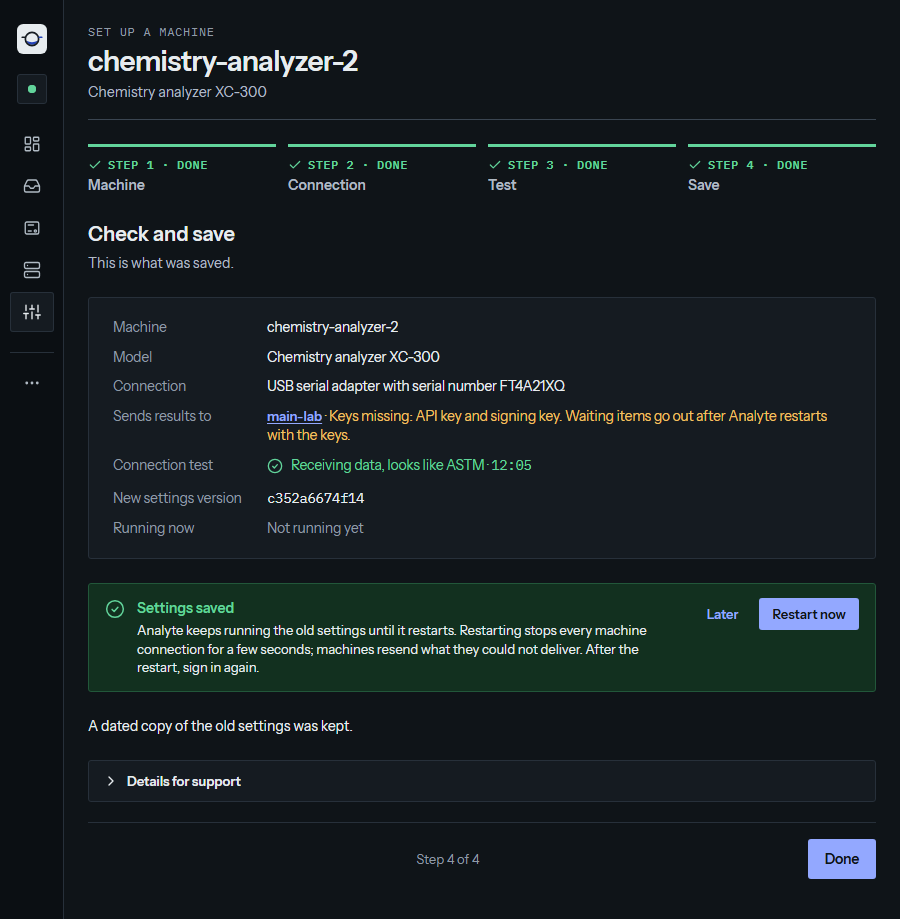 SET UP A MACHINE
chemistry-analyzer-2
Chemistry analyzer XC-300
STEP 1 · DONE
Machine
STEP 2 · DONE
Connection
STEP 3 · DONE
Test
STEP 4 · DONE
Save
Check and save
This is what was saved.
Machine chemistry-analyzer-2
Model Chemistry analyzer XC-300
Connection USB serial adapter with serial number FT4A21XQ
Sends results to main-lab · Keys missing: API key and signing key. Waiting items go out after Analyte restarts
with the keys.
Connection test Receiving data, looks like ASTM · 12:05
New settings version c352a6674f14
Running now Not running yet
Settings saved
Analyte keeps running the old settings until it restarts. Restarting stops every machine
connection for a few seconds; machines resend what they could not deliver. After the
restart, sign in again.
Later
Restart now
A dated copy of the old settings was kept.
Details for support
Step 4 of 4
Done